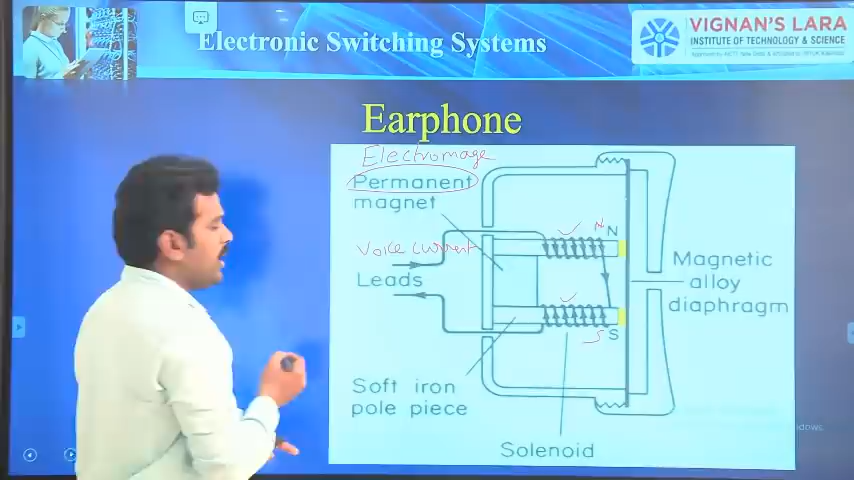 Electronic Switching Systems
VIGNAN'S LARA
INSTITUTE OF TECHNOLOGY & SCIENCE
Earphone
Electromage
Permanent
magnet
N N
Voice current
Leads
Magnetic
alloy
diaphragm
S S
Soft iron
pole piece
Solenoid